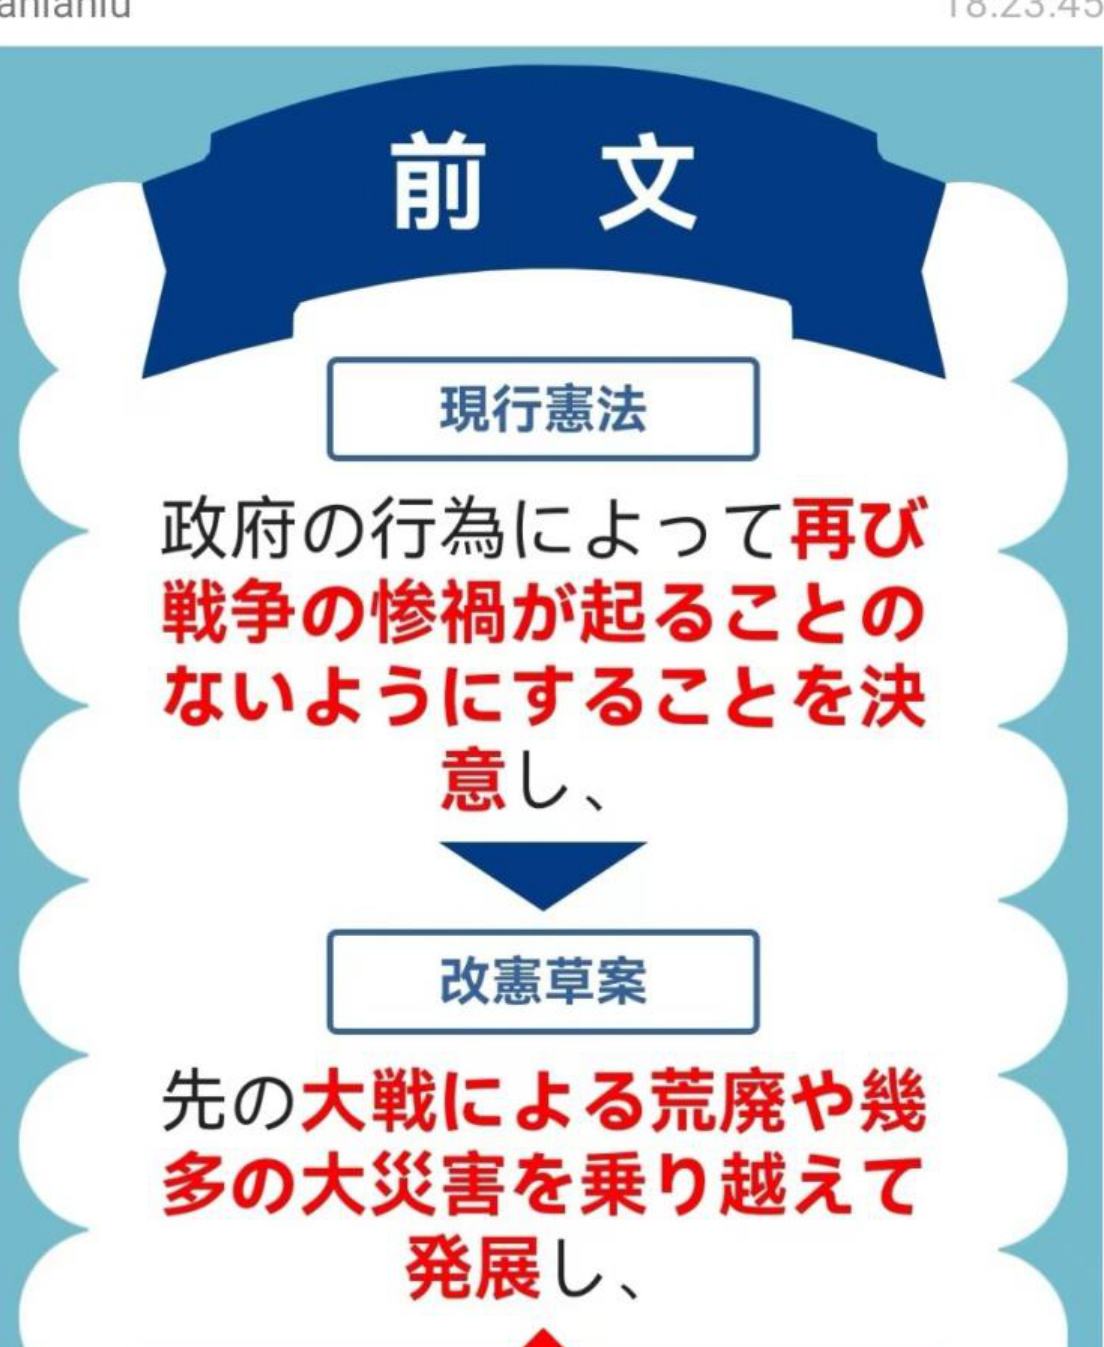 18:23:45
前 文
現行憲法
政府の行為によって再び
戦争の惨禍が起ることの
ないようにすることを決
意し、
改憲草案
先の大戦による荒廃や幾
多の大災害を乗り越えて
発展し、